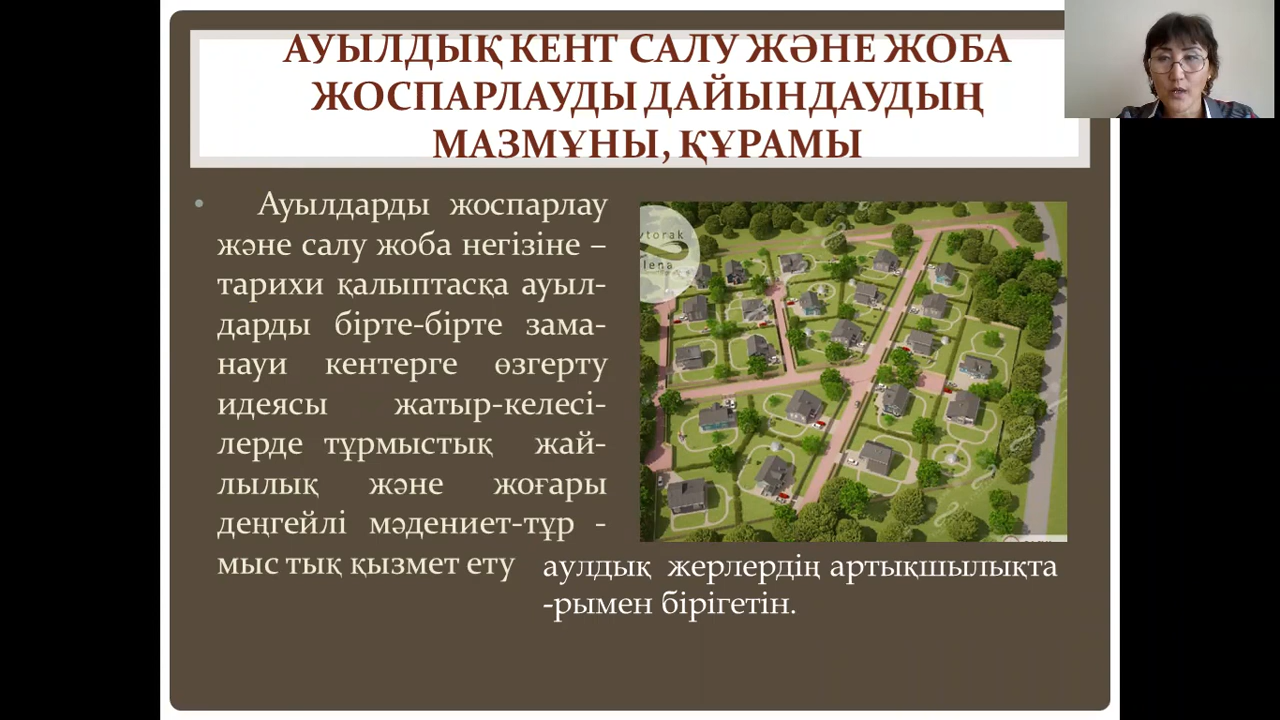 АУЫЛДЫҚ КЕНТ САЛУ ЖӘНЕ ЖОБА
ЖОСПАРЛАУДЫ ДАЙЫНДАУДЫҢ
МАЗМҰНЫ, ҚҰРАМЫ
• Ауылдарды жоспарлау
және салу жоба негізіне –
тарихи қалыптасқа ауыл-
дарды бірте-бірте зама-
науи кентерге өзгерту
идеясы жатыр-келесі-
лерде тұрмыстық жай-
лылық және жоғары
деңгейлі мәдениет-тұр -
мыс тық қызмет ету
аулдық жерлердің артықшылықта
-рымен бірігетін.